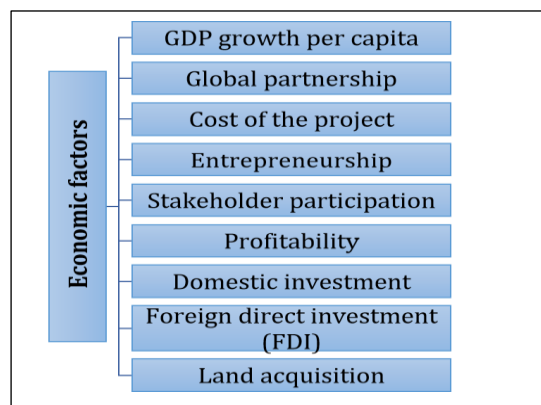 Economic factors
GDP growth per capita
Global partnership
Cost of the project
Entrepreneurship
Stakeholder participation
Profitability
Domestic investment
Foreign direct investment
(FDI)
Land acquisition